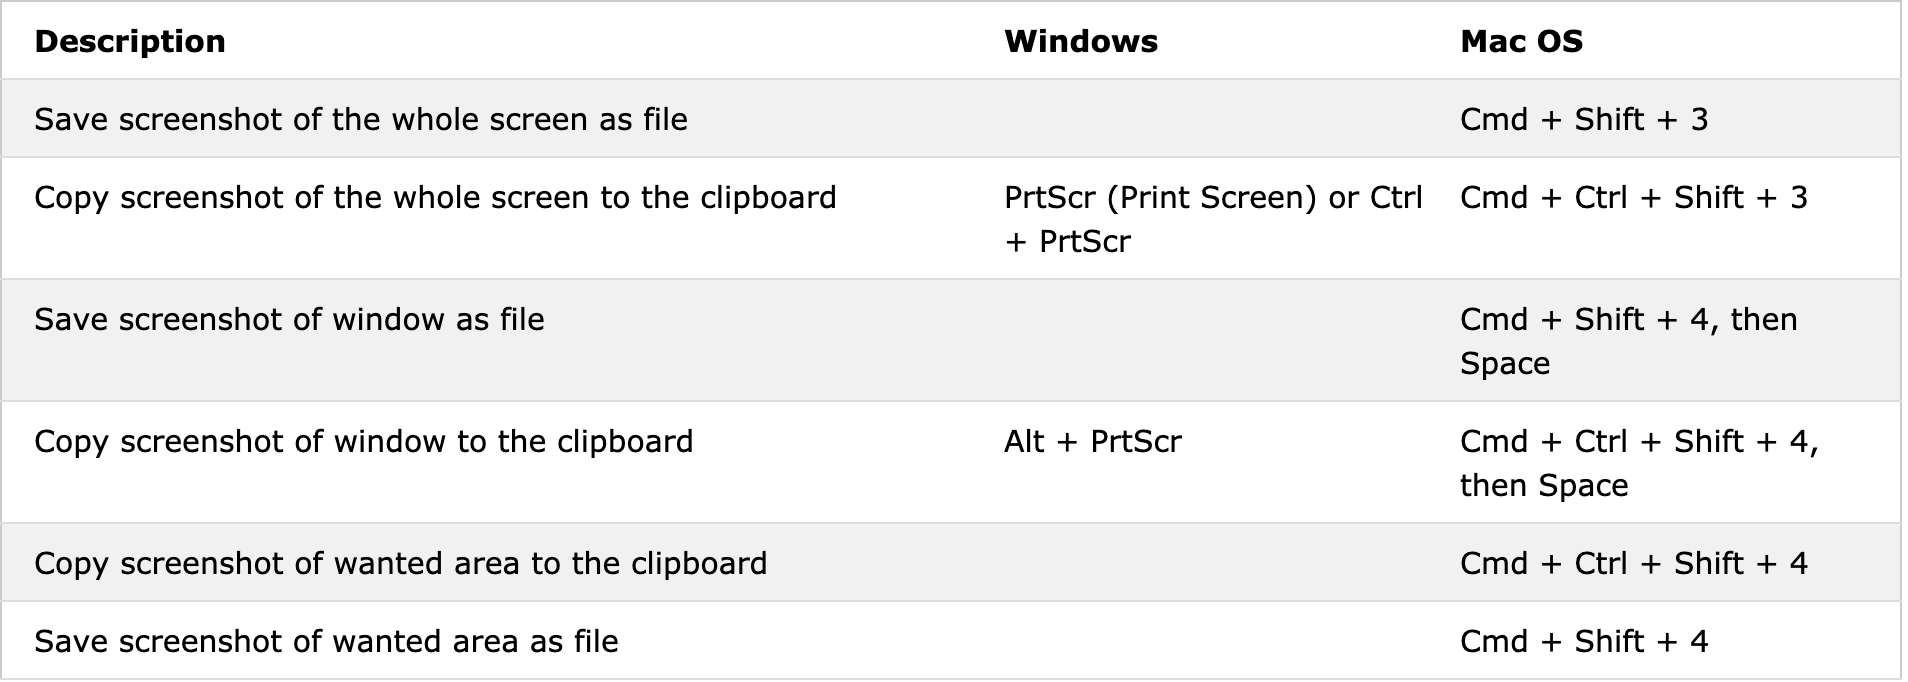 Description Windows Mac OS
Save screenshot of the whole screen as file Cmd + Shift + 3
Copy screenshot of the whole screen to the clipboard PrtScr (Print Screen) or Ctrl Cmd + Ctrl + Shift + 3
+ PrtScr
Save screenshot of window as file Cmd + Shift + 4, then
Space
Copy screenshot of window to the clipboard Alt + PrtScr Cmd + Ctrl + Shift + 4,
then Space
Copy screenshot of wanted area to the clipboard Cmd + Ctrl + Shift + 4
Save screenshot of wanted area as file Cmd + Shift + 4